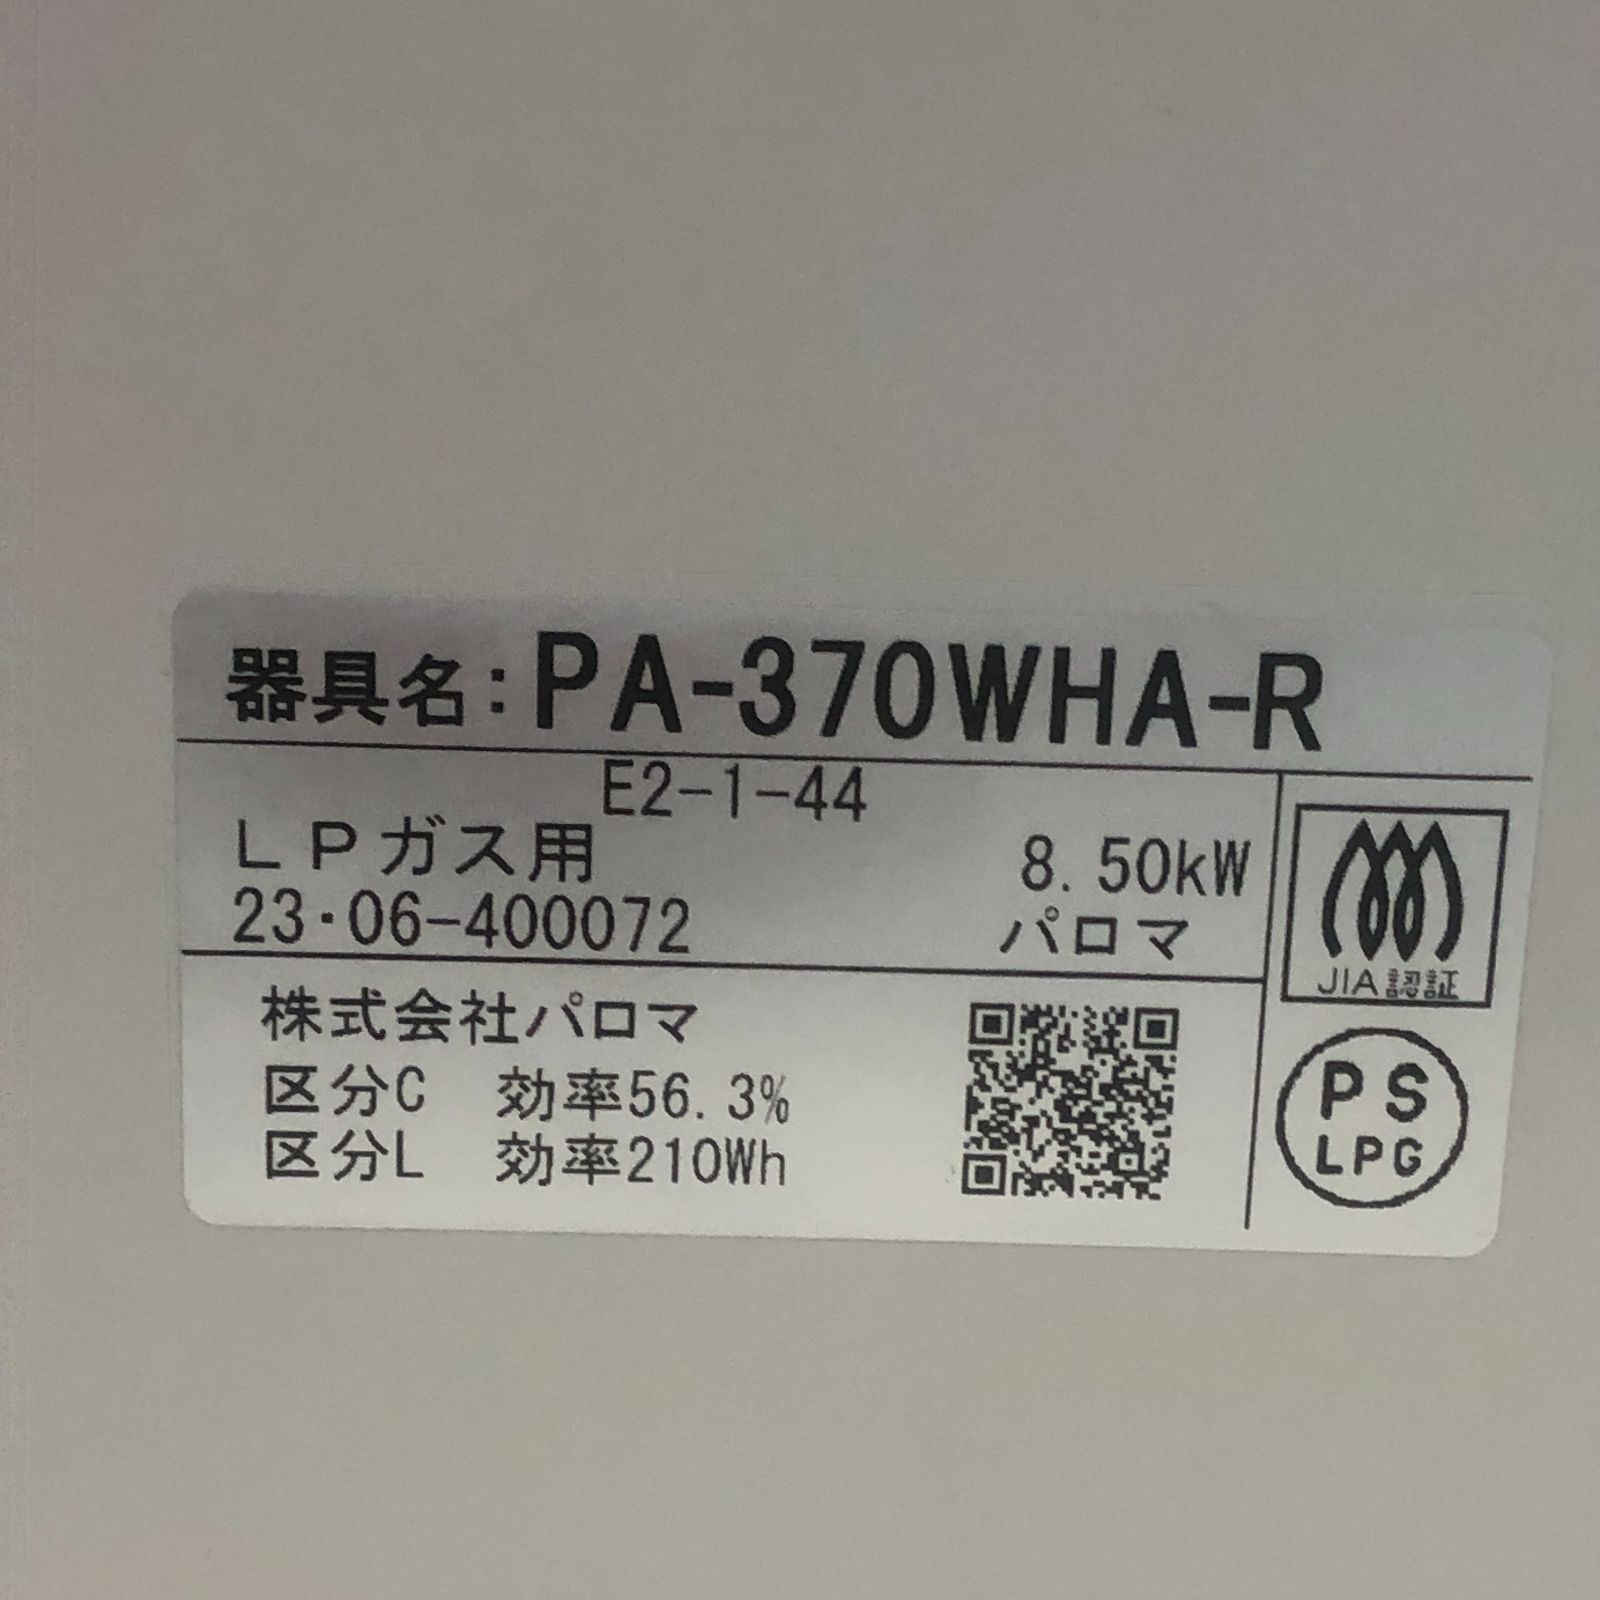 器具名:PA-370WHA-R
E2-1-44
LPガス用 8.50kW
23・06-400072 パロマ
JIA認証
株式会社パロマ
区分C 効率56.3%
区分L 効率210Wh
PS
LPG